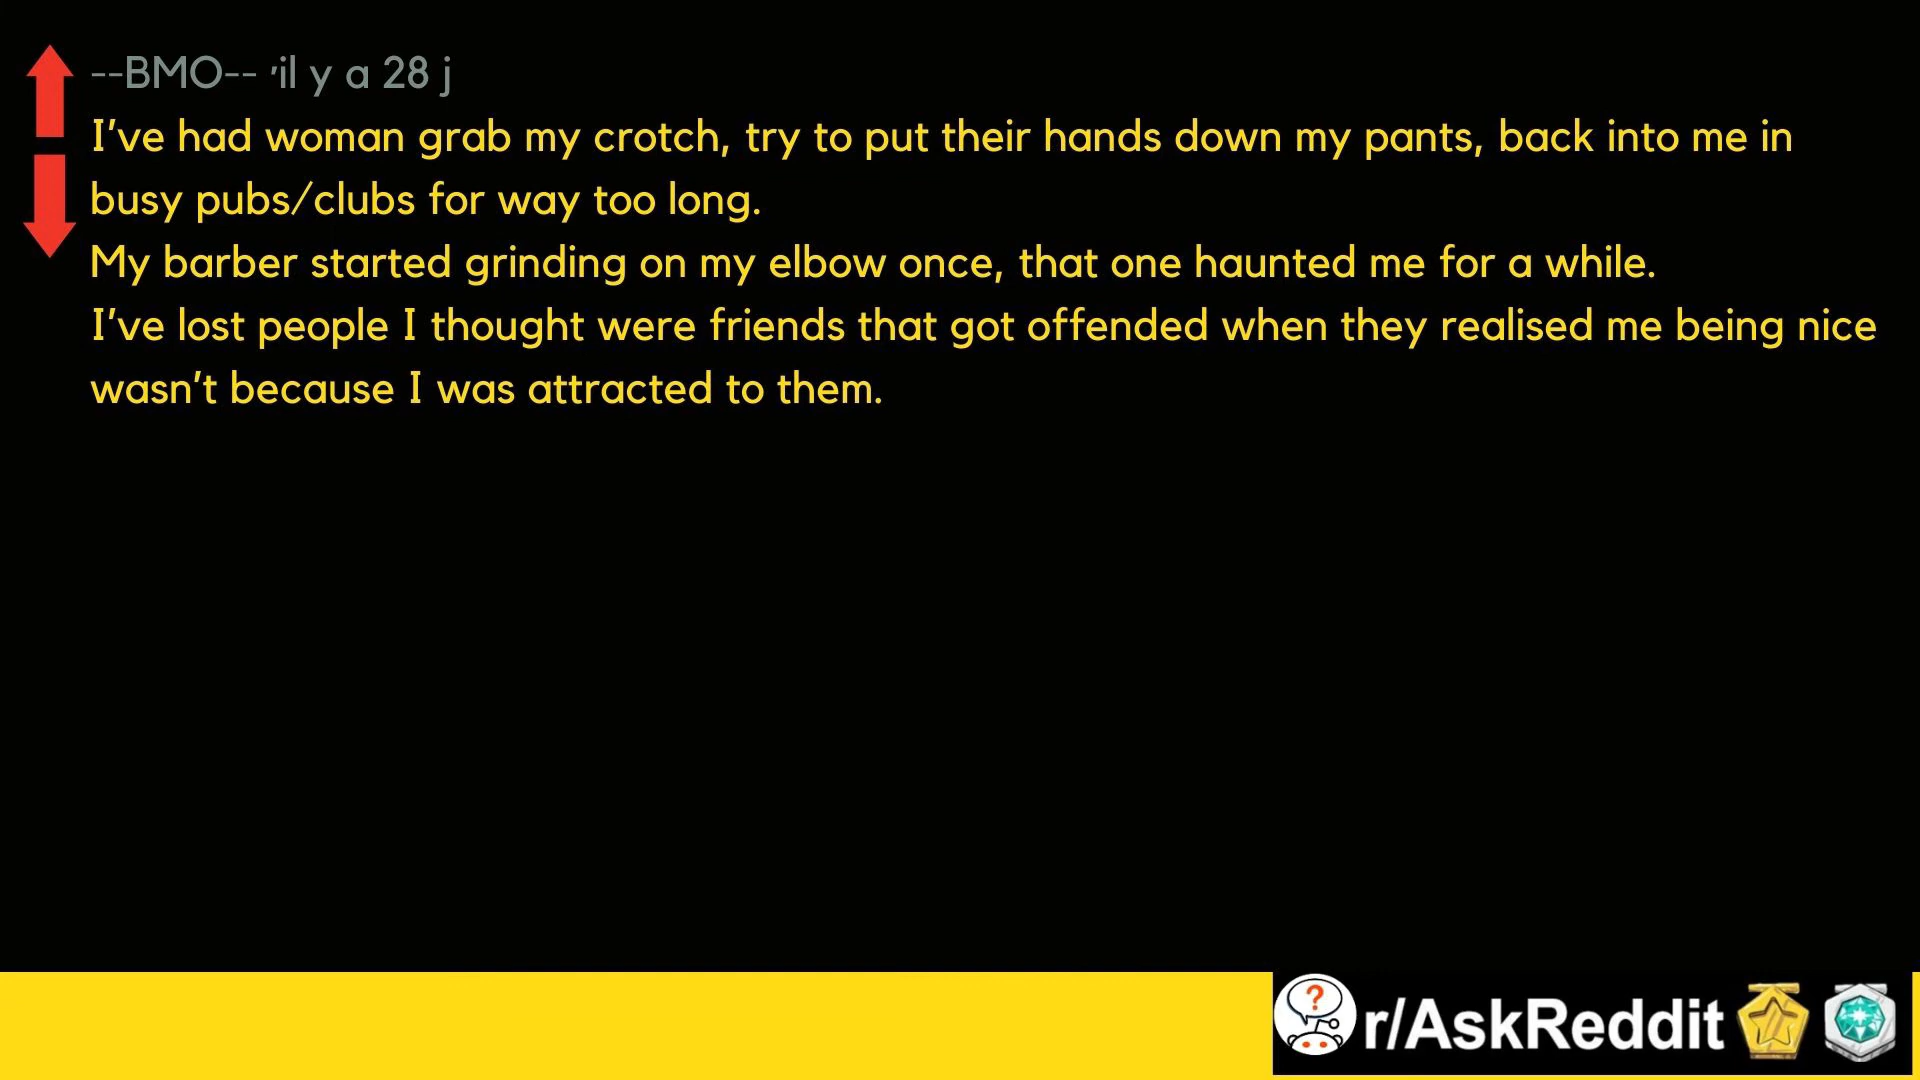 --BMO-- ·il y a 28 j
I've had woman grab my crotch, try to put their hands down my pants, back into me in
busy pubs/clubs for way too long.
My barber started grinding on my elbow once, that one haunted me for a while.
I've lost people I thought were friends that got offended when they realised me being nice
wasn't because I was attracted to them.
?
r/AskReddit